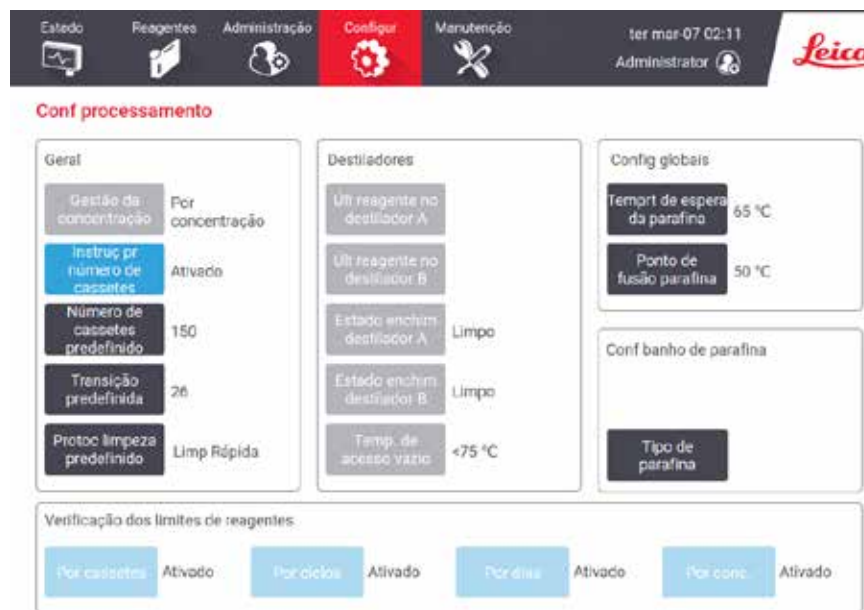 Estado Reagentes Administração Configur Manutenção
ter mar-07 02:11
Administrator
Leica
Conf processamento
Geral
Gestão da
concentração
Por
concentração
Instruç pr
número de
cassetes
Ativado
Número de
cassetes
predefinido
150
Transição
predefinida
26
Protoc limpeza
predefinido
Limp Rápida
Destiladores
Últ reagente no
destilador A
Últ reagente no
destilador B
Estado enchim
destilador A
Limpo
Estado enchim
destilador B
Limpo
Temp. de
acesso vazio
<75 °C
Config globais
Temprt de espera
da parafina
65 °C
Ponto de
fusão parafina
50 °C
Conf banho de parafina
Tipo de
parafina
Verificação dos limites de reagentes
Por cassetes Ativado Por ciclos Ativado Por dias Ativado Por conc. Ativado